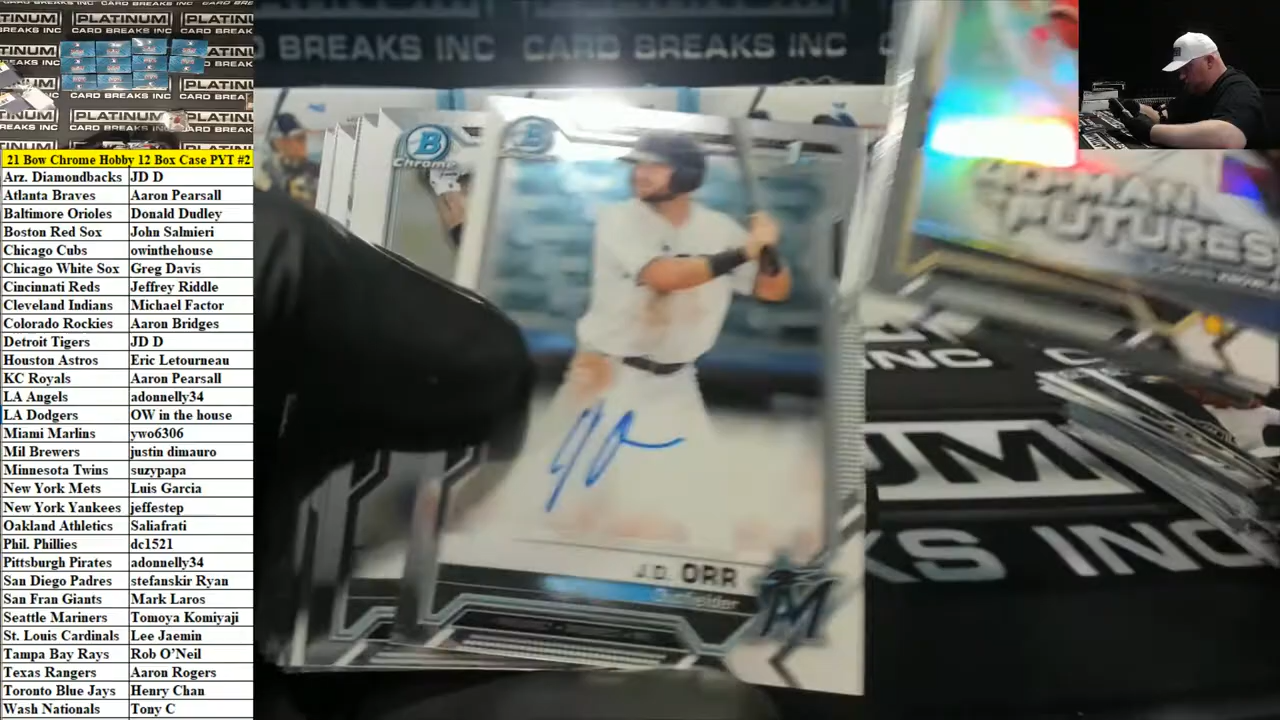 PLATINUM PLATINUM PLATINUM
CARD BREAKS INC
21 Bow Chrome Hobby 12 Box Case PYT #2
Arz. Diamondbacks JD D
Atlanta Braves Aaron Pearsall
Baltimore Orioles Donald Dudley
Boston Red Sox John Salmieri
Chicago Cubs owinthehouse
Chicago White Sox Greg Davis
Cincinnati Reds Jeffrey Riddle
Cleveland Indians Michael Factor
Colorado Rockies Aaron Bridges
Detroit Tigers JD D
Houston Astros Eric Letourneau
KC Royals Aaron Pearsall
LA Angels adonnelly34
LA Dodgers OW in the house
Miami Marlins ywo6306
Mil Brewers justin dimauro
Minnesota Twins suzypapa
New York Mets Luis Garcia
New York Yankees jeffestep
Oakland Athletics Saliafrati
Phil. Phillies dc1521
Pittsburgh Pirates adonnelly34
San Diego Padres stefanskir Ryan
San Fran Giants Mark Laros
Seattle Mariners Tomoya Komiyaji
St. Louis Cardinals Lee Jaemin
Tampa Bay Rays Rob O'Neil
Texas Rangers Aaron Rogers
Toronto Blue Jays Henry Chan
Wash Nationals Tony C
BREAKS INC CARD BREAKS INC
B
Chrome
B
J.D. ORR
Outfielder
M
FUTURES
NC
UM
KS INC